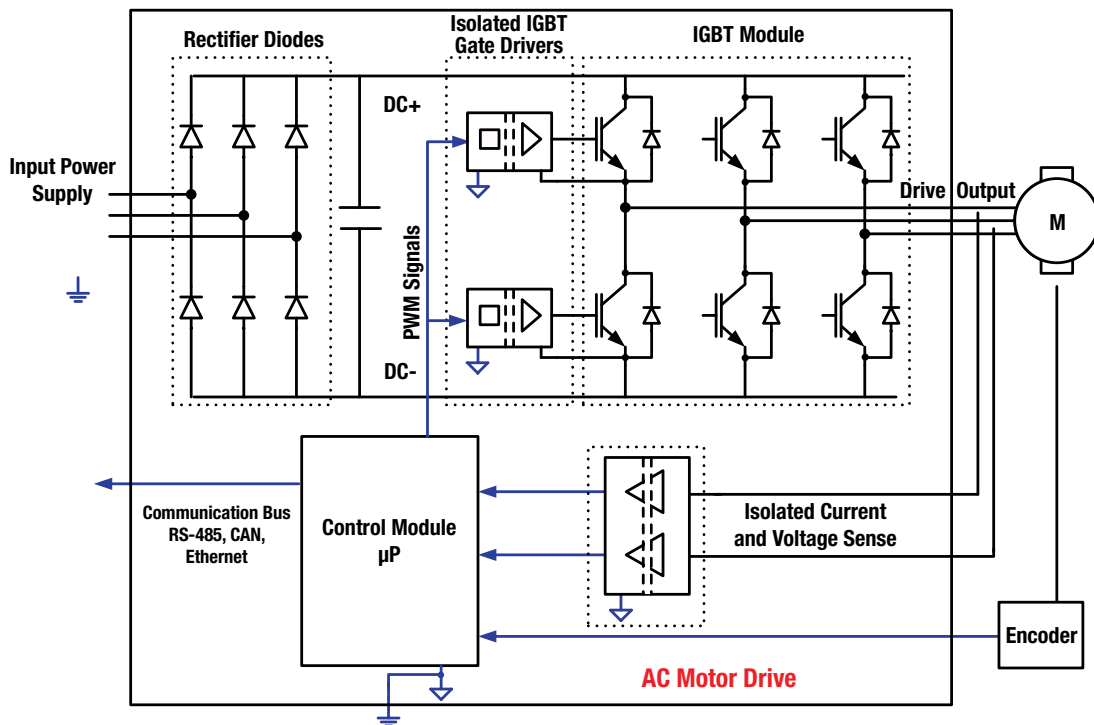 Rectifier Diodes
Isolated IGBT
Gate Drivers
IGBT Module
DC+
Input Power
Supply
PWM Signals
Drive Output
M
DC-
Communication Bus
RS-485, CAN,
Ethernet
Control Module
µP
Isolated Current
and Voltage Sense
Encoder
AC Motor Drive